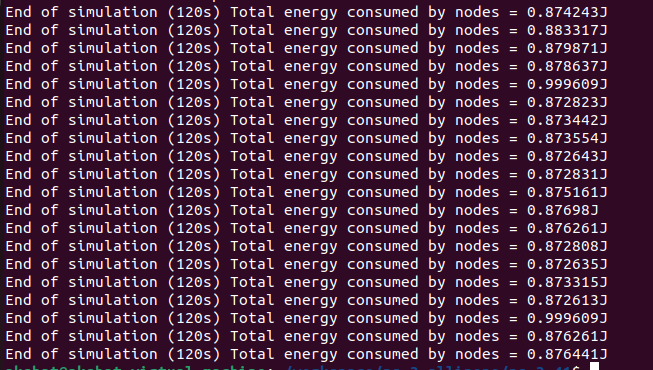 End of simulation (120s) Total energy consumed by nodes = 0.874243J
End of simulation (120s) Total energy consumed by nodes = 0.883317J
End of simulation (120s) Total energy consumed by nodes = 0.879871J
End of simulation (120s) Total energy consumed by nodes = 0.878637J
End of simulation (120s) Total energy consumed by nodes = 0.999609J
End of simulation (120s) Total energy consumed by nodes = 0.872823J
End of simulation (120s) Total energy consumed by nodes = 0.873442J
End of simulation (120s) Total energy consumed by nodes = 0.873554J
End of simulation (120s) Total energy consumed by nodes = 0.872643J
End of simulation (120s) Total energy consumed by nodes = 0.872831J
End of simulation (120s) Total energy consumed by nodes = 0.875161J
End of simulation (120s) Total energy consumed by nodes = 0.87698J
End of simulation (120s) Total energy consumed by nodes = 0.876261J
End of simulation (120s) Total energy consumed by nodes = 0.872808J
End of simulation (120s) Total energy consumed by nodes = 0.872635J
End of simulation (120s) Total energy consumed by nodes = 0.873315J
End of simulation (120s) Total energy consumed by nodes = 0.872613J
End of simulation (120s) Total energy consumed by nodes = 0.999609J
End of simulation (120s) Total energy consumed by nodes = 0.876261J
End of simulation (120s) Total energy consumed by nodes = 0.876441J